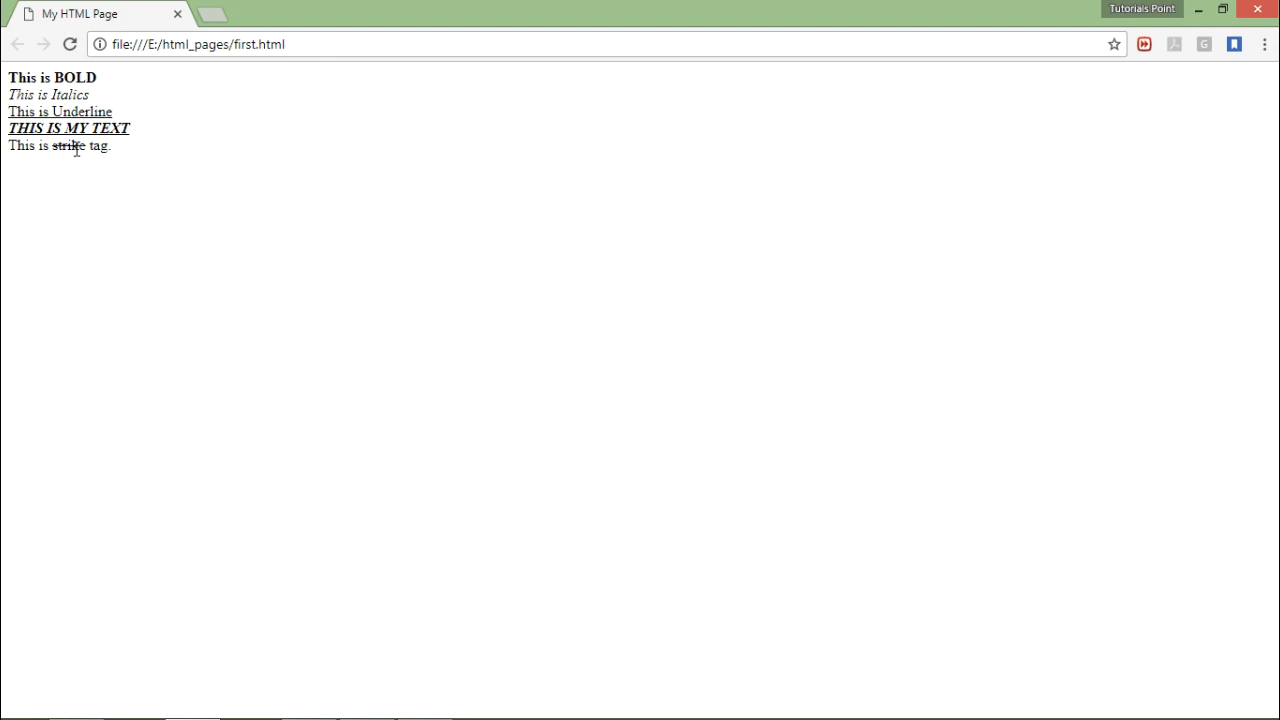 My HTML Page
Tutorials Point
file:///E:/html_pages/first.html
G
This is BOLD
This is Italics
This is Underline
THIS IS MY TEXT
This is strike tag.